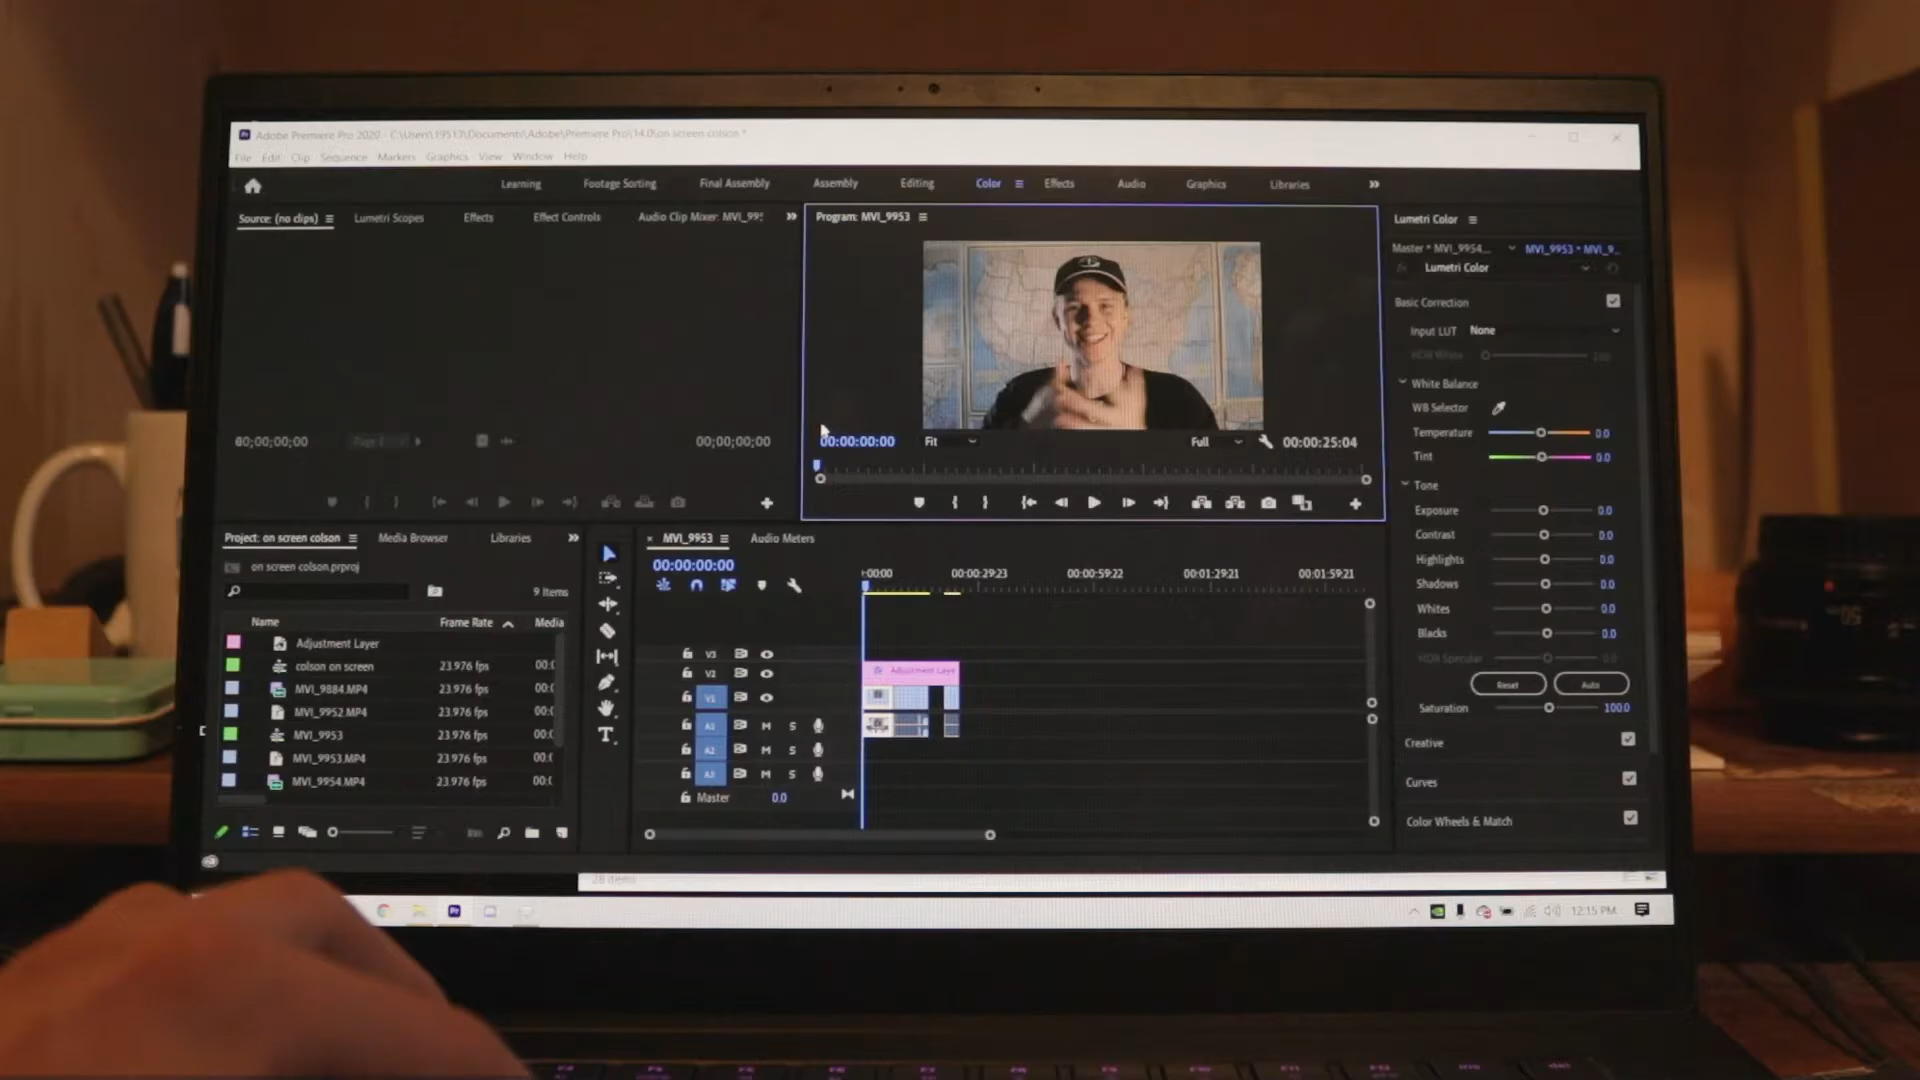 Adobe Premiere Pro 2020 - C:\Users\19513\Documents\Adobe\Premiere Pro\14.0\on screen colson *
File Edit Clip Sequence Markers Graphics View Window Help
Learning Footage Sorting Final Assembly Assembly Editing Color Effects Audio Graphics Libraries
Source: (no clips) Lumetri Scopes Effects Effect Controls Audio Clip Mixer: MVI_995
Program: MVI_9953
Lumetri Color
Master * MVI_9954... MVI_9953 * MVI_9...
fx Lumetri Color
Basic Correction
Input LUT None
HDR White 100
White Balance
WB Selector
Temperature 0.0
Tint 0.0
Tone
Exposure 0.0
Contrast 0.0
Highlights 0.0
Shadows 0.0
Whites 0.0
Blacks 0.0
HDR Specular 0.0
Reset Auto
Saturation 100.0
Creative
Curves
Color Wheels & Match
00;00;00;00 00;00;00;00
00:00:00:00 Fit Full 00:00:25:04
Project: on screen colson Media Browser Libraries
on screen colson.prproj
9 Items
Name Frame Rate Media
Adjustment Layer
colson on screen 23.976 fps 00:0
MVI_9884.MP4 23.976 fps 00:0
MVI_9952.MP4 23.976 fps 00:0
MVI_9953 23.976 fps 00:0
MVI_9953.MP4 23.976 fps 00:0
MVI_9954.MP4 23.976 fps 00:0
× MVI_9953 Audio Meters
00:00:00:00
:00:00 00:00:29:23 00:00:59:22 00:01:29:21 00:01:59:21
V3
V2 Adjustment Laye
V1
A1 M S
A2 M S
A3 M S
Master 0.0
28 items
Pr
12:15 PM
50